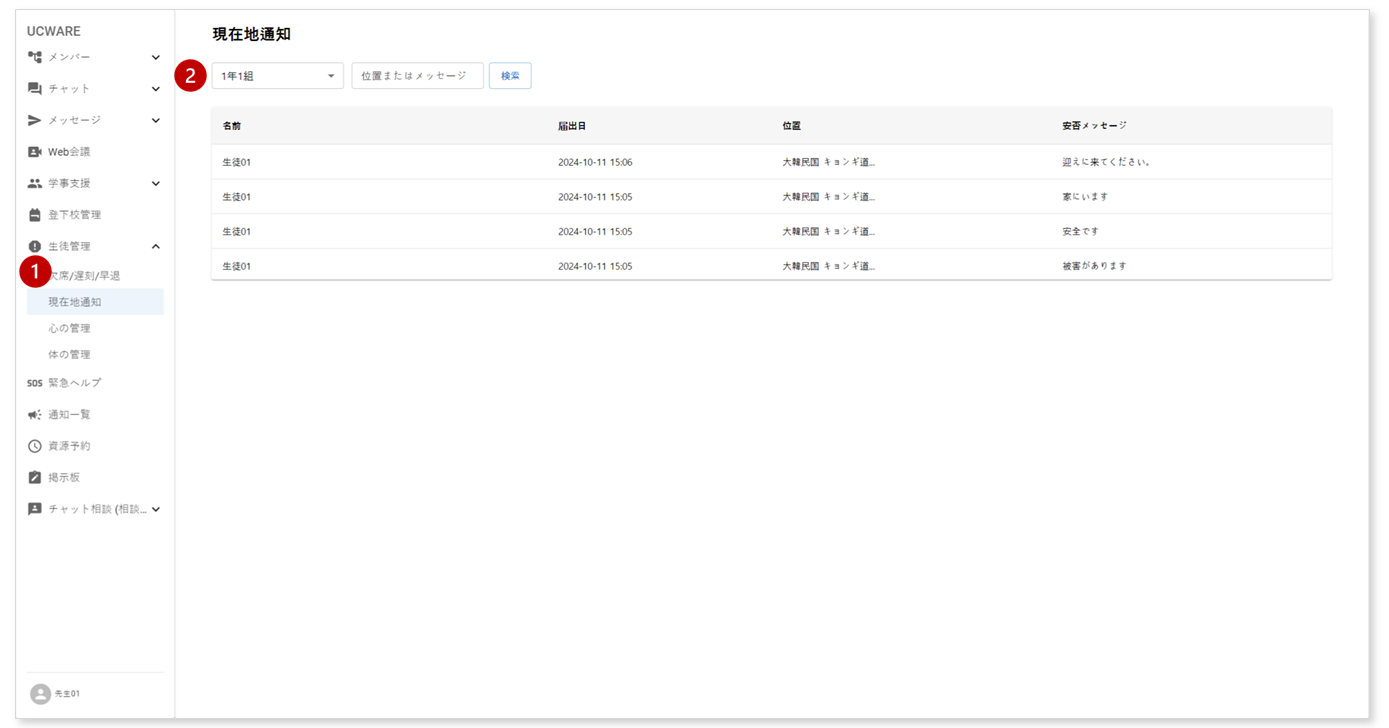 UCWARE
メンバー
チャット
メッセージ
Web会議
学事支援
登下校管理
生徒管理
1
欠席/遅刻/早退
現在地通知
心の管理
体の管理
SOS 緊急ヘルプ
通知一覧
資源予約
掲示板
チャット相談 (相談...
先生01
現在地通知
2
1年1組 位置またはメッセージ 検索
名前 届出日 位置 安否メッセージ
生徒01 2024-10-11 15:06 大韓民国 キョンギ道... 迎えに来てください。
生徒01 2024-10-11 15:05 大韓民国 キョンギ道... 家にいます
生徒01 2024-10-11 15:05 大韓民国 キョンギ道... 安全です
生徒01 2024-10-11 15:05 大韓民国 キョンギ道... 被害があります